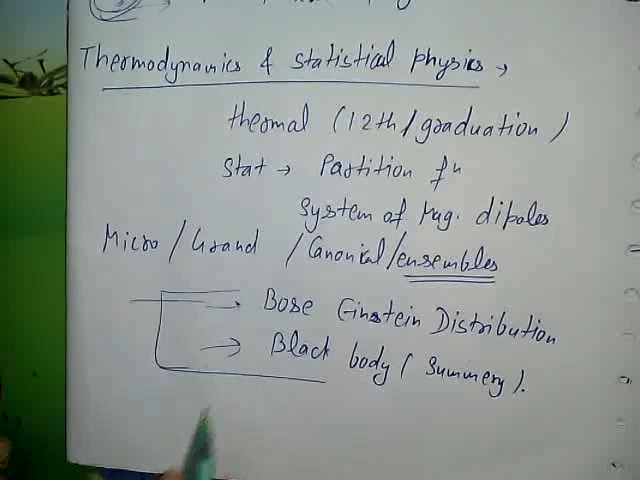 Thermodynamics & statistical physics →
thermal (12th/graduation)
Stat → Partition fn
System of mag. dipoles
Micro / Grand / Canonical/ensembles
→ Bose Einstein Distribution
→ Black body ( Summery ).